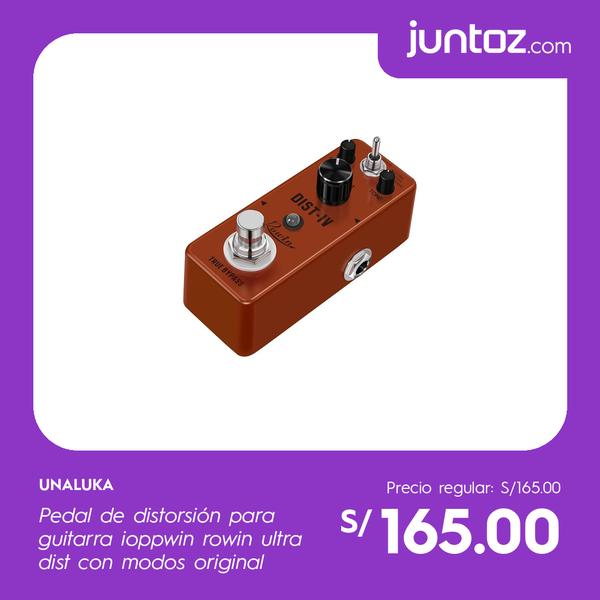 juntoz.com
DIST-IV
Rowin
TRUE BYPASS
UNALUKA
Pedal de distorsión para
guitarra ioppwin rowin ultra
dist con modos original
Precio regular: S/165.00
S/165.00